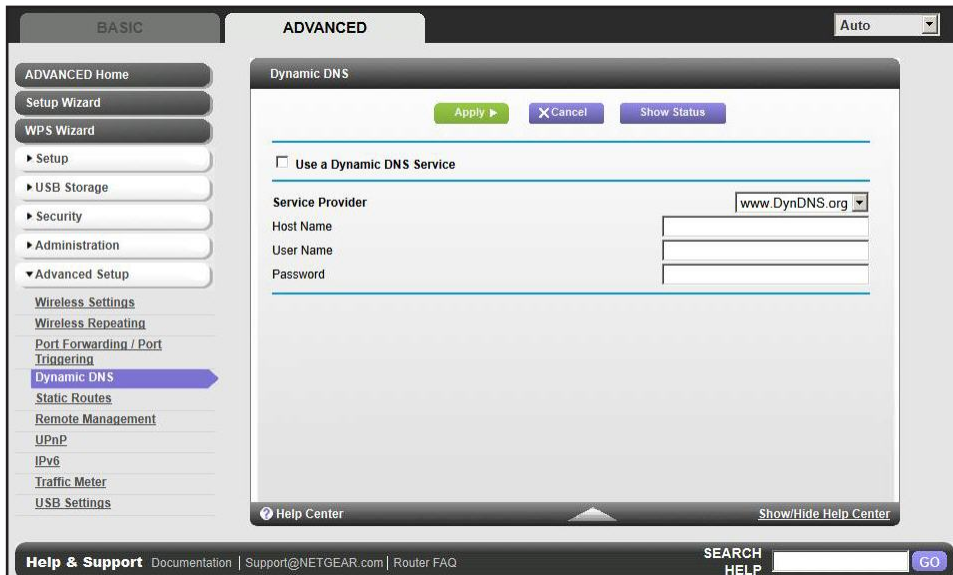 BASIC
ADVANCED
Auto
ADVANCED Home
Setup Wizard
WPS Wizard
Setup
USB Storage
Security
Administration
Advanced Setup
Wireless Settings
Wireless Repeating
Port Forwarding / Port
Triggering
Dynamic DNS
Static Routes
Remote Management
UPnP
IPv6
Traffic Meter
USB Settings
Dynamic DNS
Apply
Cancel
Show Status
Use a Dynamic DNS Service
Service Provider
www.DynDNS.org
Host Name
User Name
Password
Help Center
Show/Hide Help Center
Help & Support Documentation | Support@NETGEAR.com | Router FAQ
SEARCH
HELP
GO